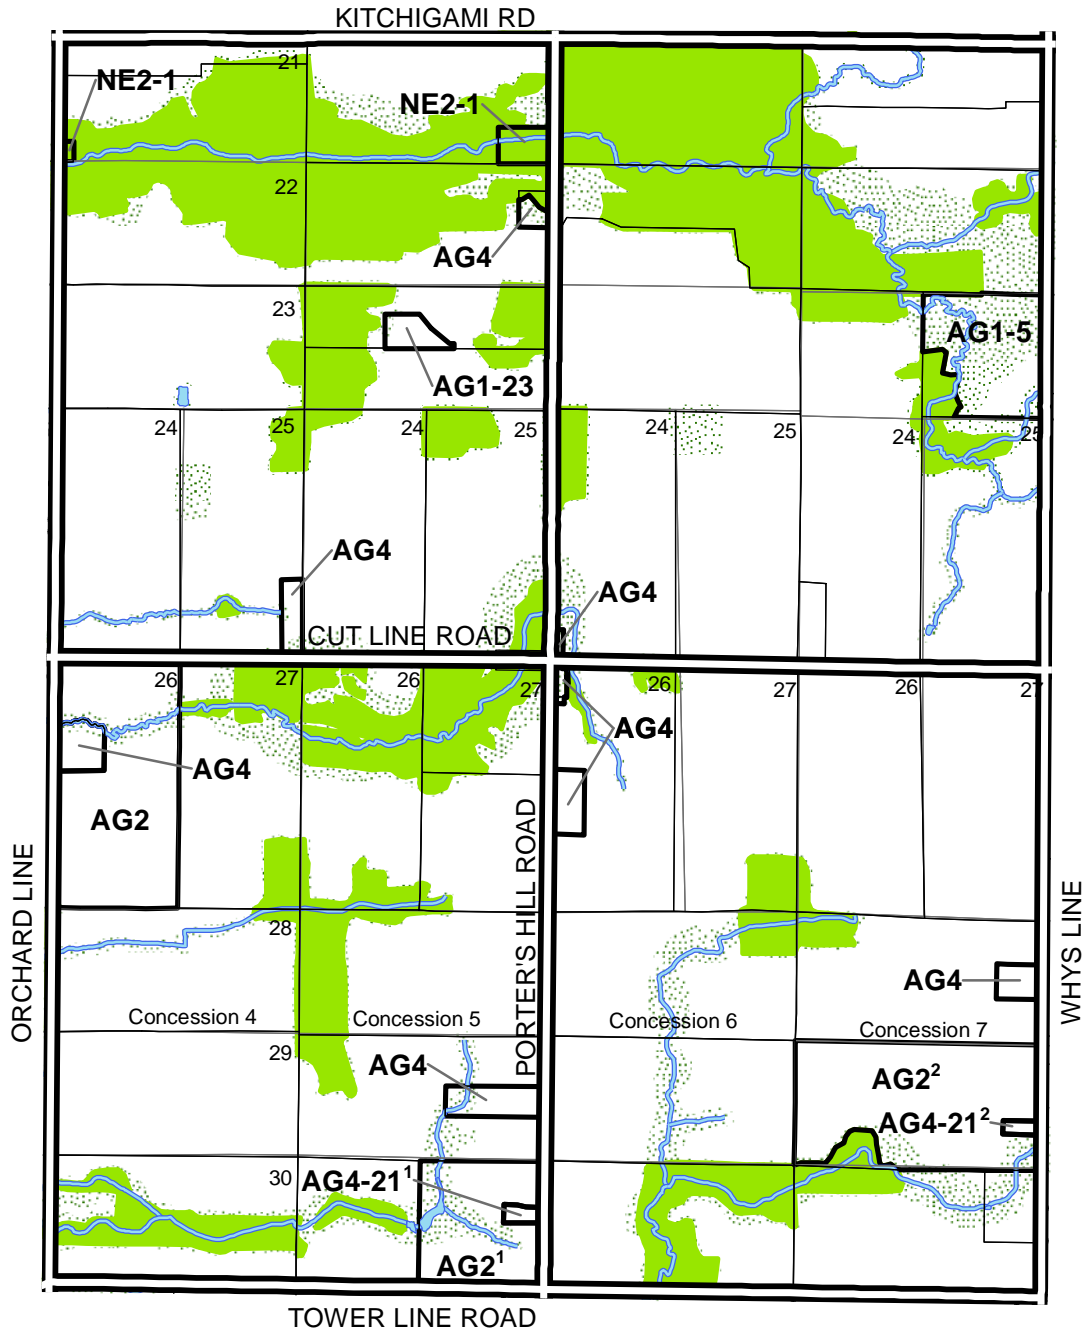 KITCHIGAMI RD
21
NE2-1
NE2-1
22
AG4
23
AG1-5
AG1-23
24
25
24
25
24
25
24
25
AG4
AG4
CUT LINE ROAD
26
27
26
27
26
27
26
27
AG4
AG4
AG2
PORTER'S HILL ROAD
ORCHARD LINE
WHYS LINE
28
AG4
Concession 4
Concession 5
Concession 6
Concession 7
29
AG4
AG2²
AG4-21²
30
AG4-21¹
AG2¹
TOWER LINE ROAD